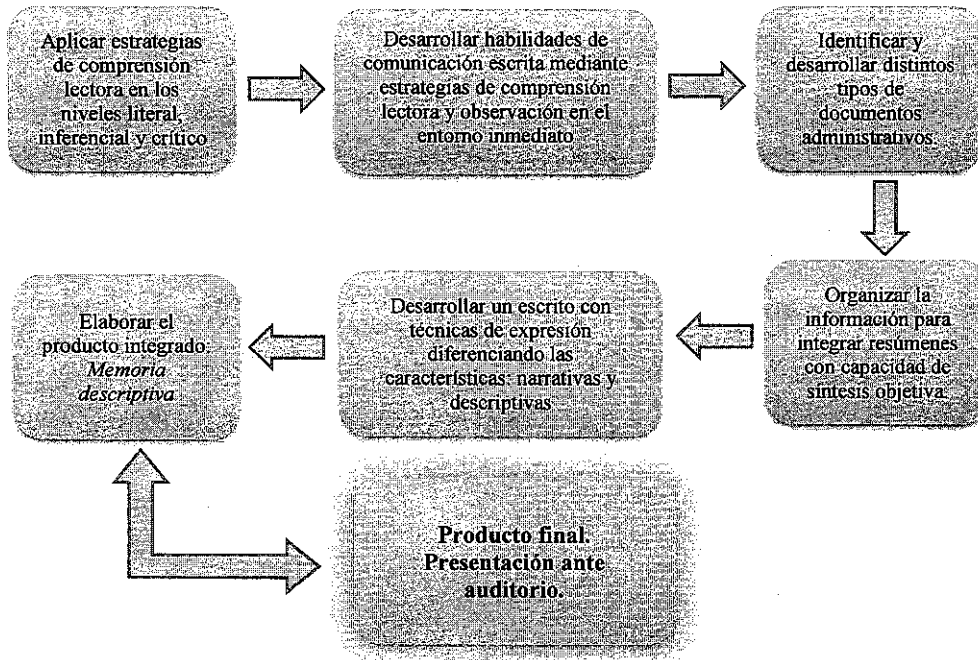 Aplicar estrategias
de comprensión
lectora en los
niveles literal,
inferencial y crítico
Desarrollar habilidades de
comunicación escrita mediante
estrategias de comprensión
lectora y observación en el
entorno inmediato
Identificar y
desarrollar distintos
tipos de
documentos
administrativos.
Organizar la
información para
integrar resúmenes
con capacidad de
síntesis objetiva.
Desarrollar un escrito con
técnicas de expresión
diferenciando las
características: narrativas y
descriptivas
Elaborar el
producto integrado:
Memoria
descriptiva
Producto final.
Presentación ante
auditorio.